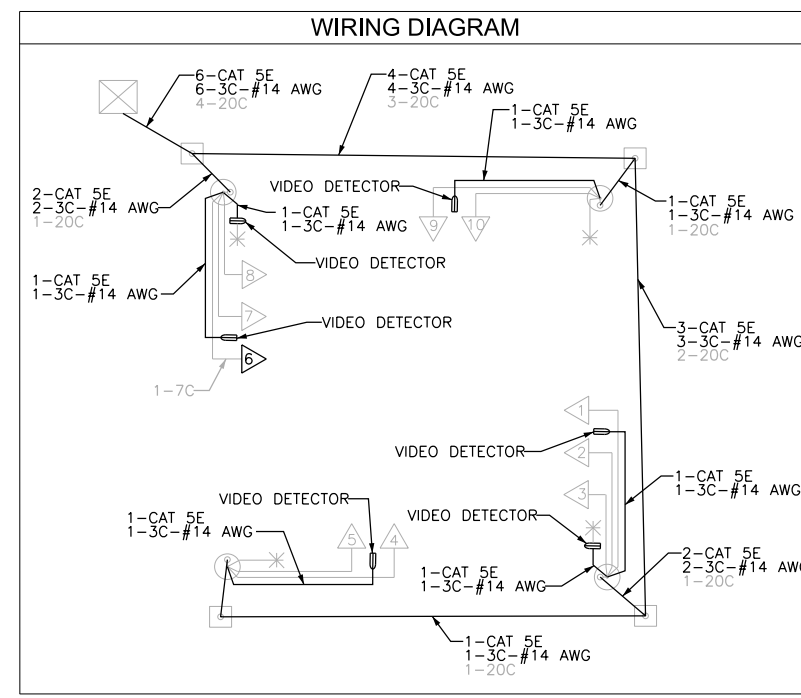 WIRING DIAGRAM
6-CAT 5E
6-3C-#14 AWG
4-20C
4-CAT 5E
4-3C-#14 AWG
3-20C
1-CAT 5E
1-3C-#14 AWG
VIDEO DETECTOR
9
10
1-CAT 5E
1-3C-#14 AWG
1-20C
2-CAT 5E
2-3C-#14 AWG
1-20C
1-CAT 5E
1-3C-#14 AWG
VIDEO DETECTOR
8
1-CAT 5E
1-3C-#14 AWG
7
VIDEO DETECTOR
6
1-7C
3-CAT 5E
3-3C-#14 AWG
2-20C
1
VIDEO DETECTOR
2
1-CAT 5E
1-3C-#14 AWG
3
VIDEO DETECTOR
VIDEO DETECTOR
1-CAT 5E
1-3C-#14 AWG
5
4
1-CAT 5E
1-3C-#14 AWG
2-CAT 5E
2-3C-#14 AWG
1-20C
1-CAT 5E
1-3C-#14 AWG
1-20C